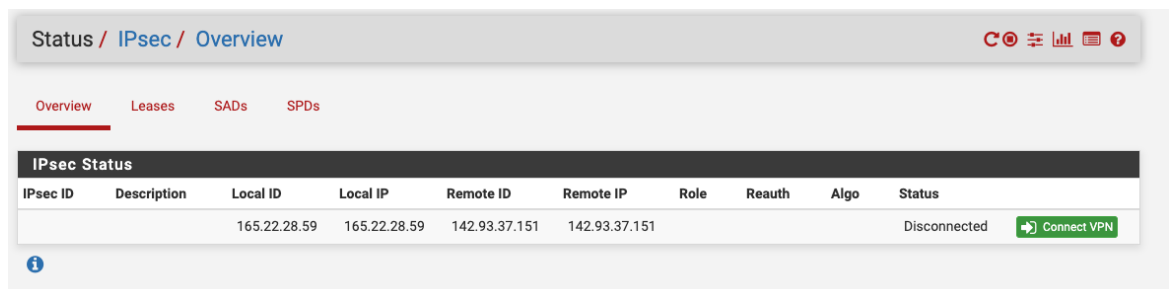 Status / IPsec / Overview
Overview Leases SADs SPDs
IPsec Status
IPsec ID Description Local ID Local IP Remote ID Remote IP Role Reauth Algo Status
165.22.28.59 165.22.28.59 142.93.37.151 142.93.37.151 Disconnected Connect VPN